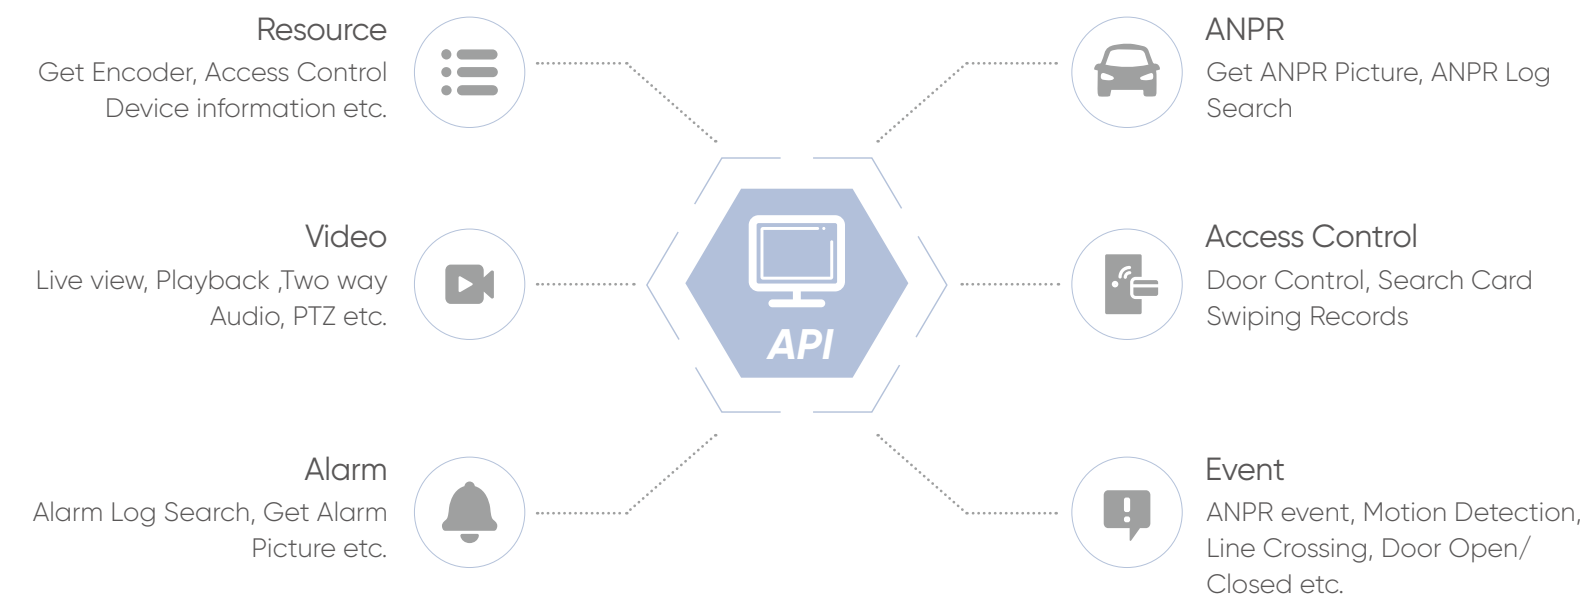 Resource
Get Encoder, Access Control
Device information etc.
Video
Live view, Playback ,Two way
Audio, PTZ etc.
Alarm
Alarm Log Search, Get Alarm
Picture etc.
API
ANPR
Get ANPR Picture, ANPR Log
Search
Access Control
Door Control, Search Card
Swiping Records
Event
ANPR event, Motion Detection,
Line Crossing, Door Open/
Closed etc.